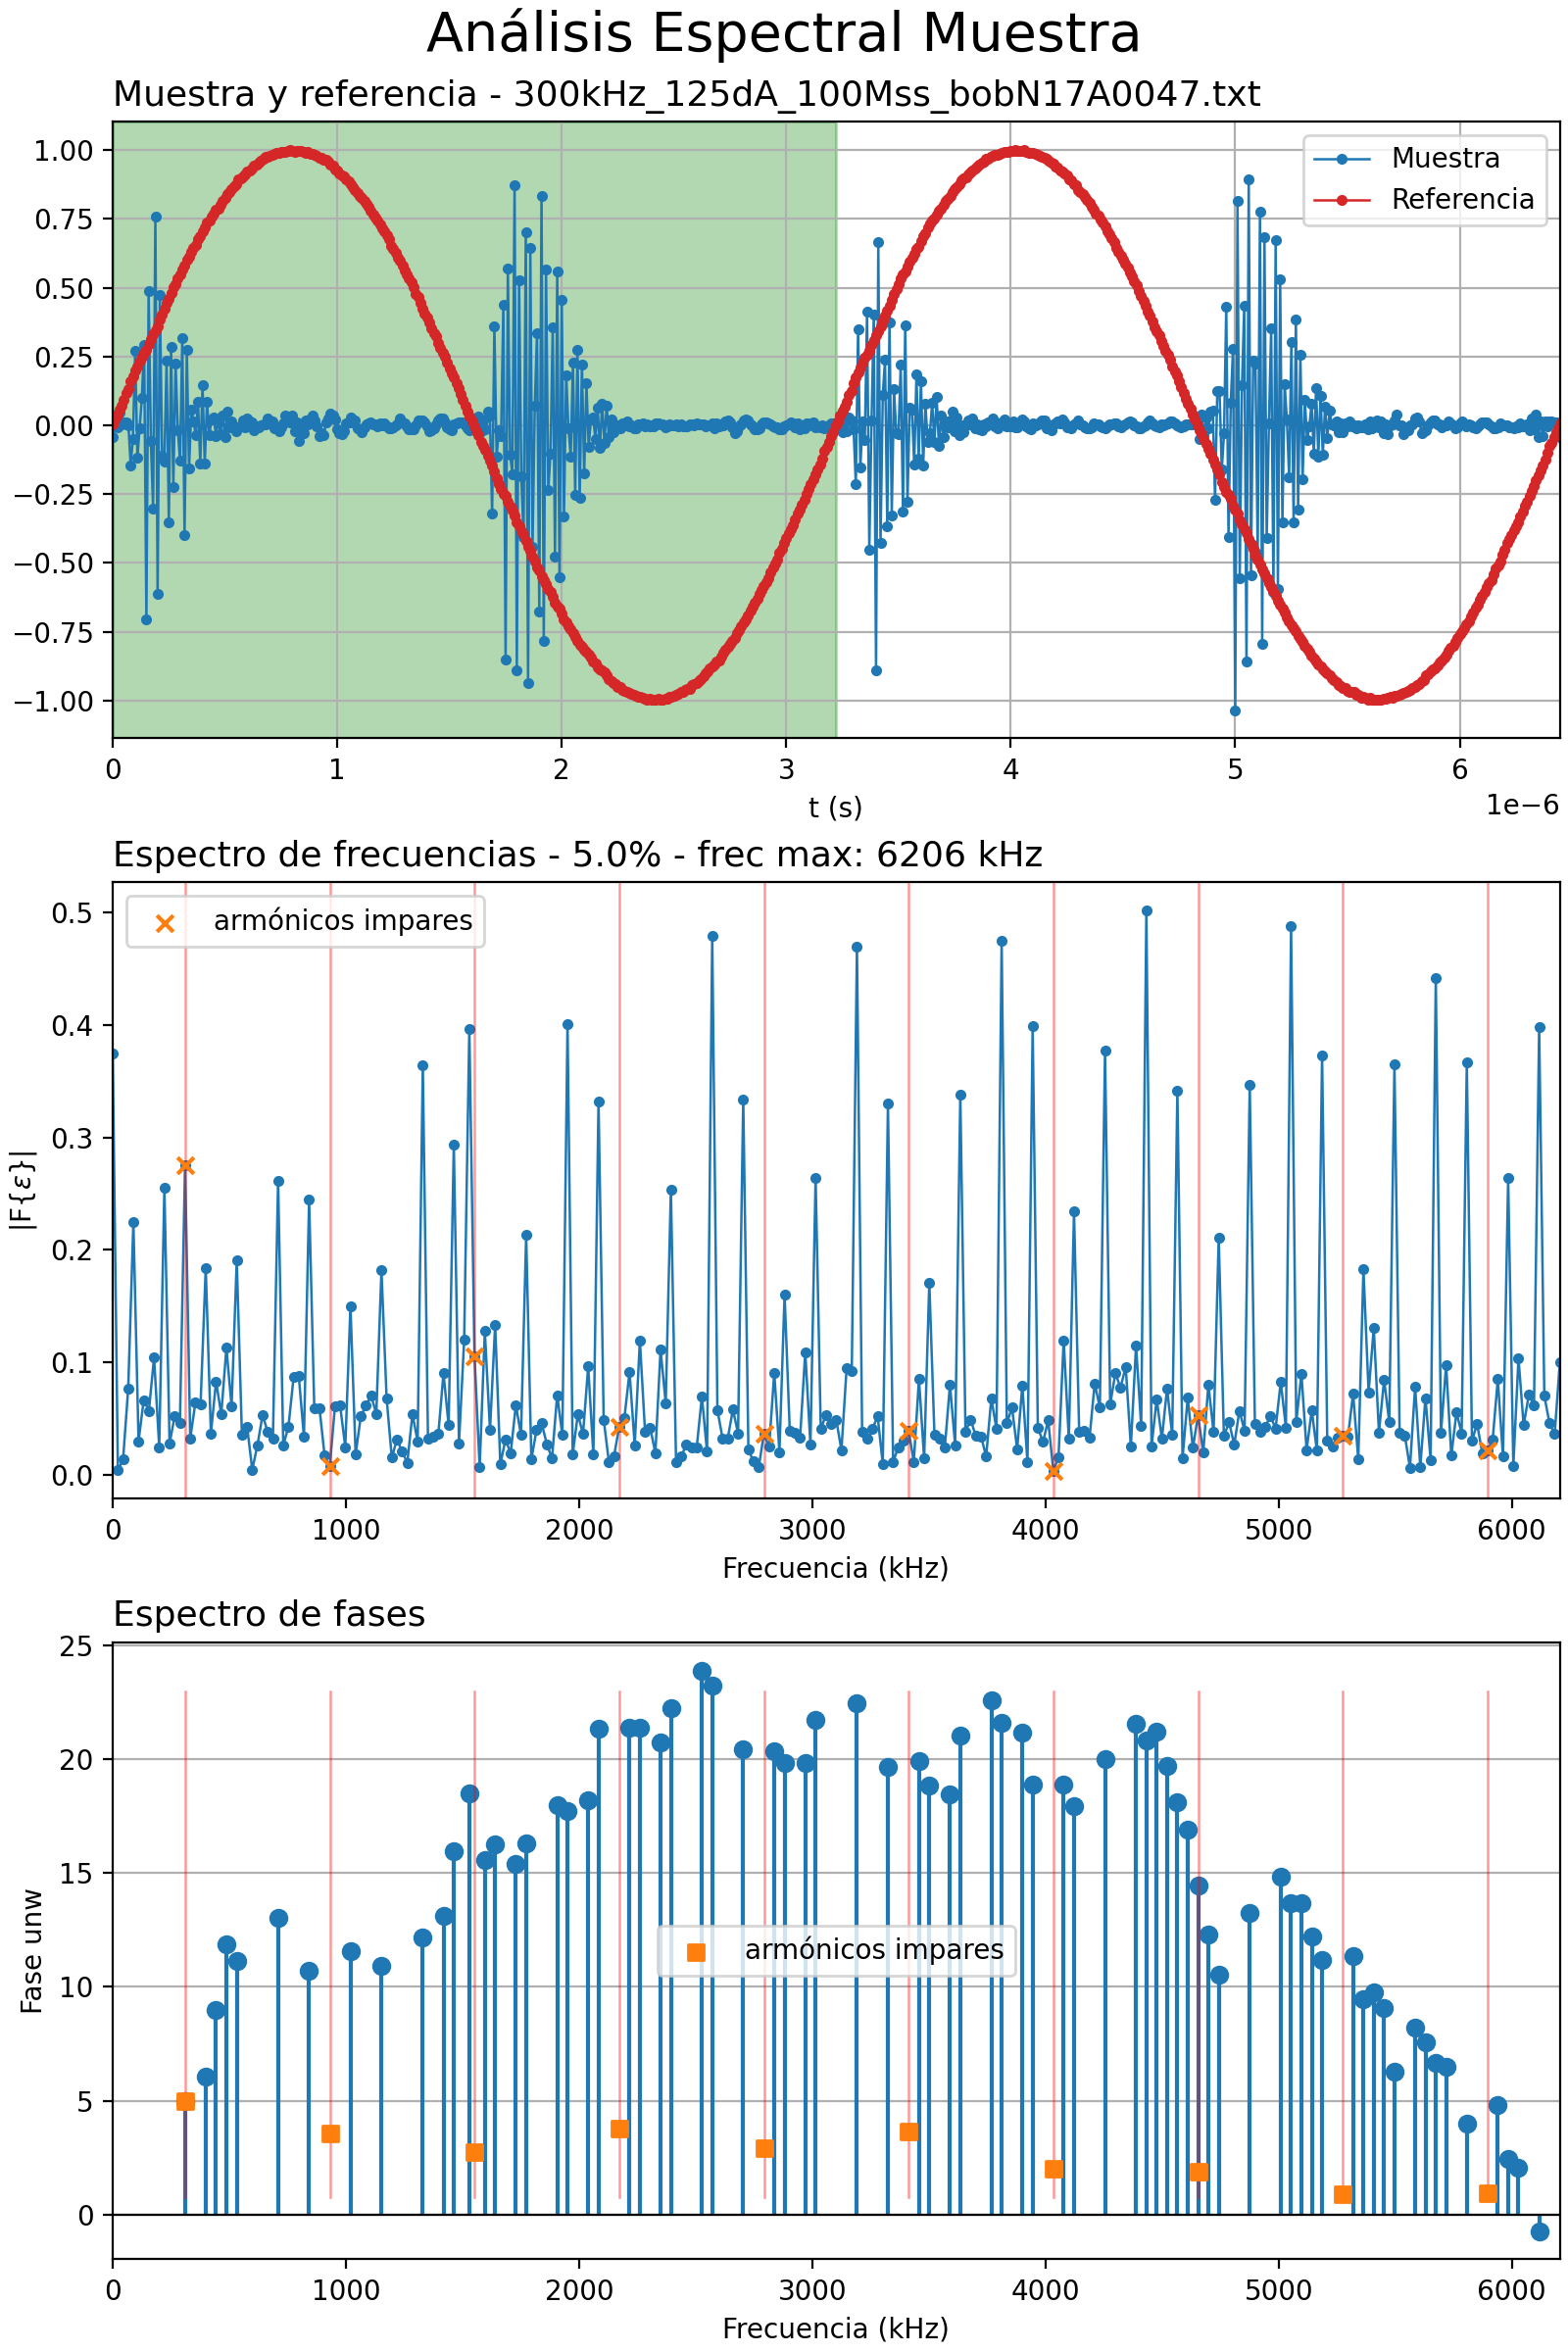 Análisis Espectral Muestra
Muestra y referencia - 300kHz_125dA_100Mss_bobN17A0047.txt
1.00
0.75
0.50
0.25
0.00
−0.25
−0.50
−0.75
−1.00
Muestra
Referencia
0 1 2 3 4 5 6
t (s)
1e−6
Espectro de frecuencias - 5.0% - frec max: 6206 kHz
armónicos impares
|F{ε}|
0.5
0.4
0.3
0.2
0.1
0.0
0 1000 2000 3000 4000 5000 6000
Frecuencia (kHz)
Espectro de fases
Fase unw
25
20
15
10
5
0
armónicos impares
0 1000 2000 3000 4000 5000 6000
Frecuencia (kHz)